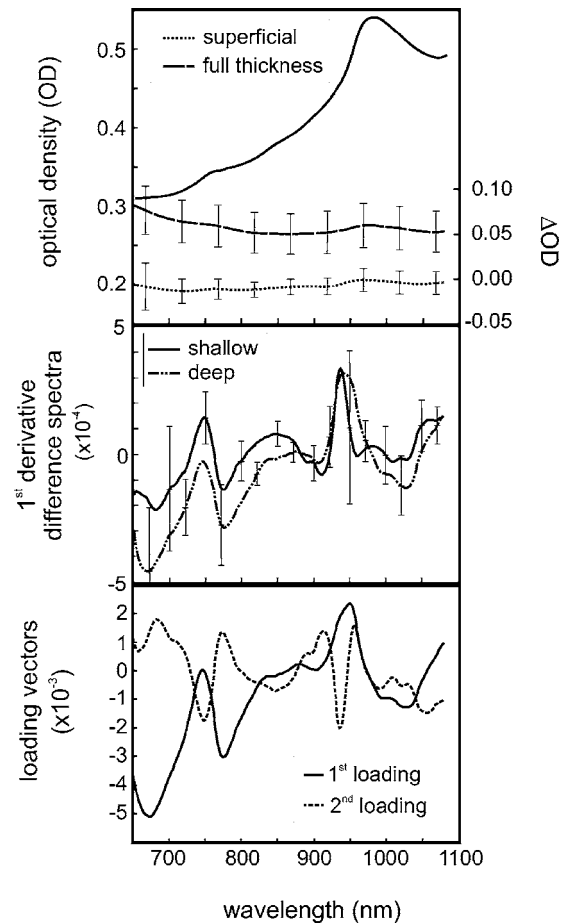 superficial
full thickness
optical density (OD)
0.5
0.4
0.3
0.2
0.10
0.05
0.00
-0.05
ΔOD
shallow
deep
1st derivative
difference spectra
(x10-4)
5
0
-5
loading vectors
(x10-3)
2
1
0
-1
-2
-3
-4
-5
1st loading
2nd loading
700 800 900 1000 1100
wavelength (nm)